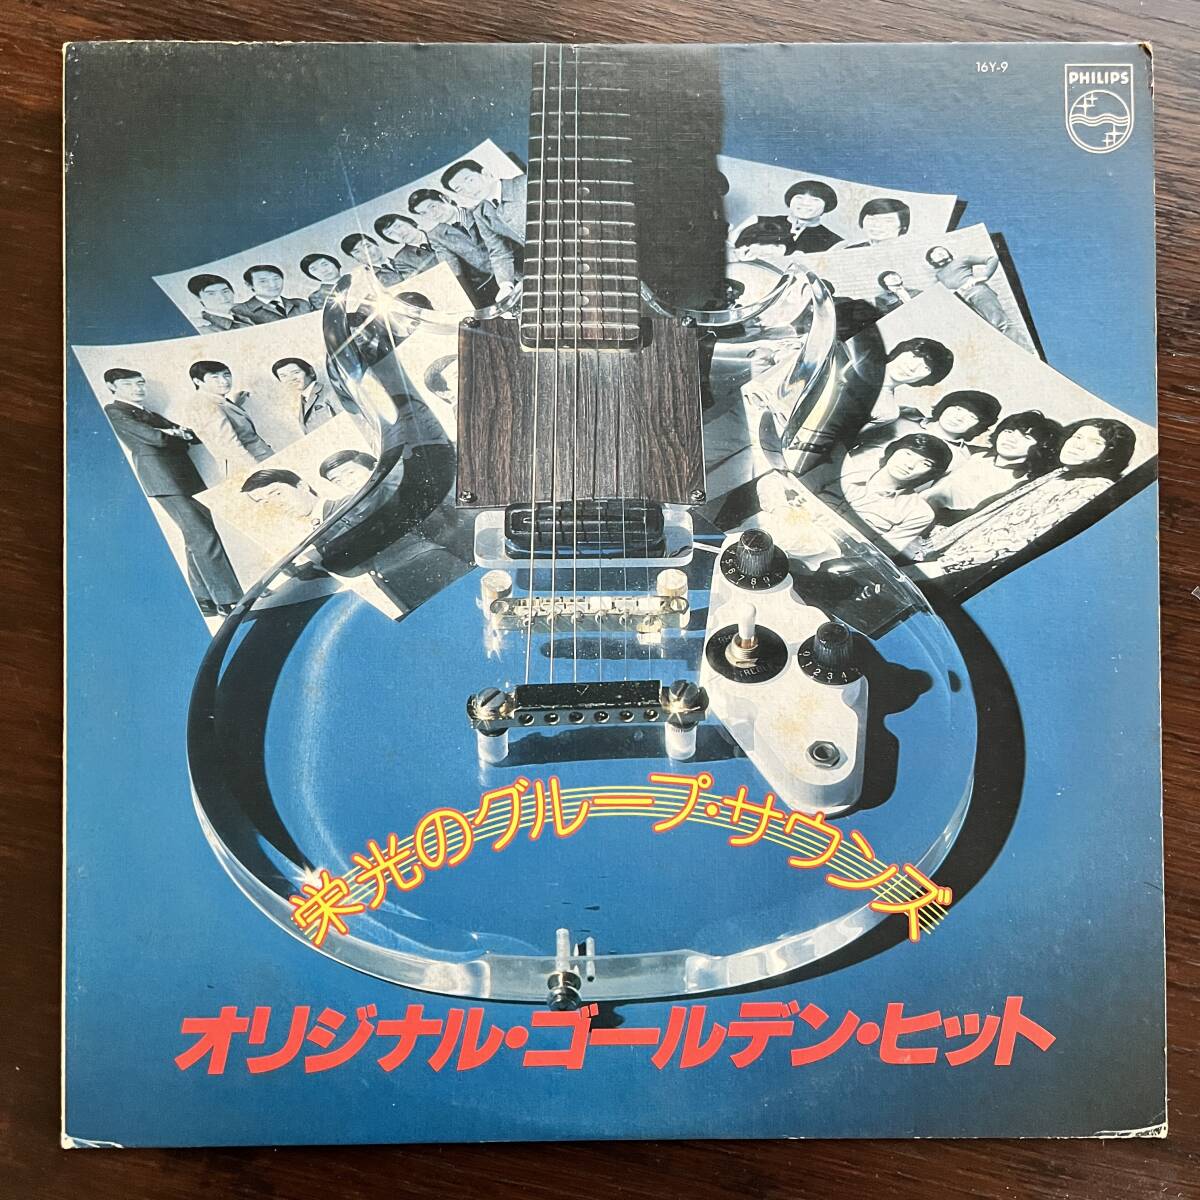 16Y-9
PHILIPS
栄光のグループ・サウンズ
オリジナル・ゴールデン・ヒット